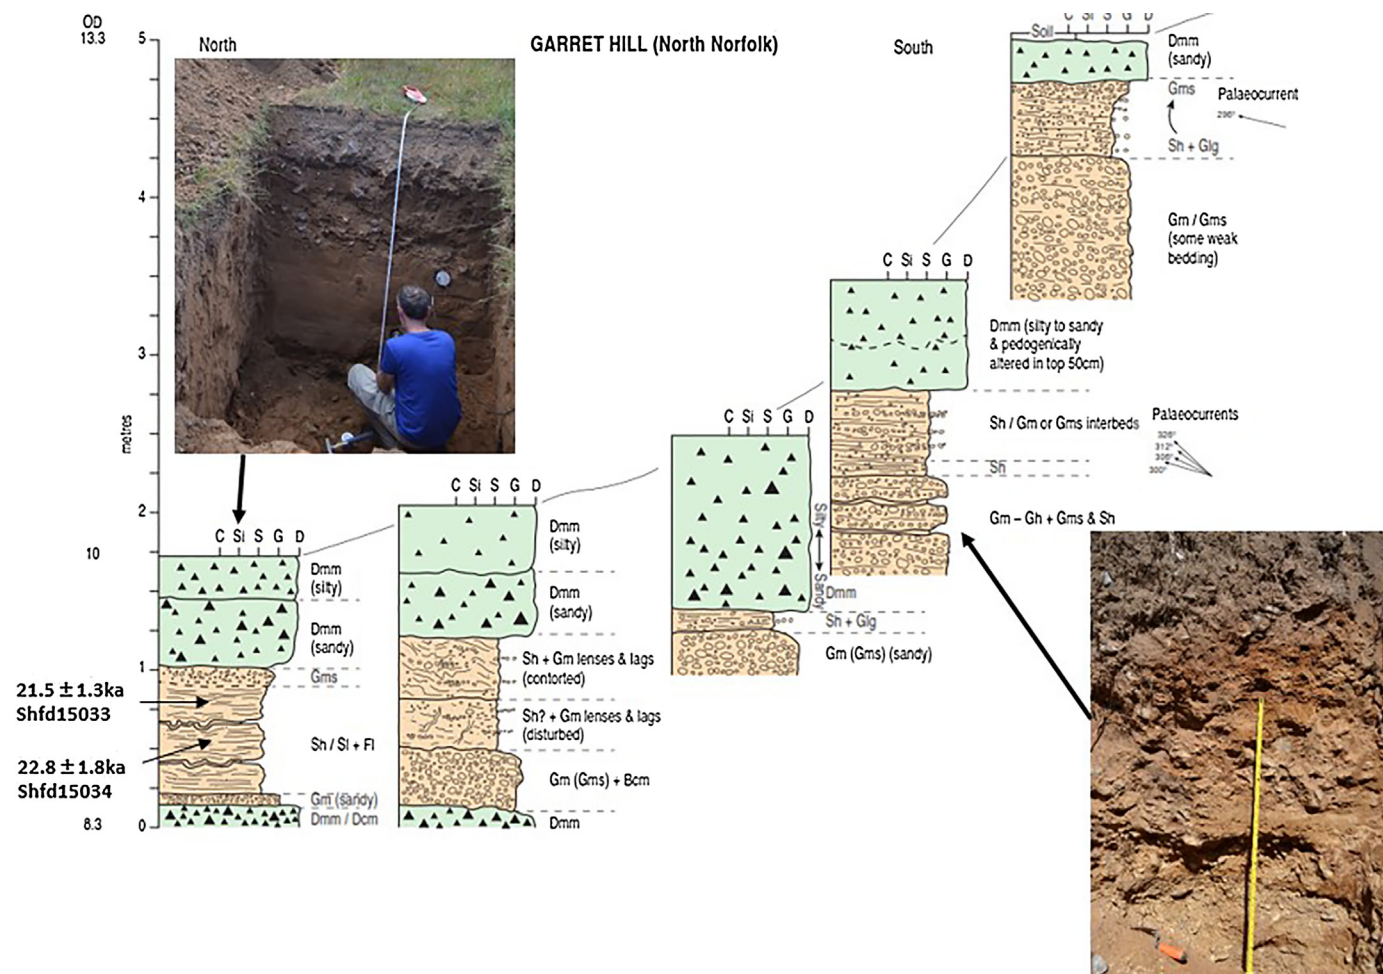 OD
13.3
5
4
3
2
10
1
8.3
0
metres
North
GARRET HILL (North Norfolk)
South
C Si S G D
Dmm
(silty)
Dmm
(sandy)
Gms
Sh / Sl + Fl
Gm (sandy)
Dmm / Dcm
21.5 ± 1.3ka
Shfd15033
22.8 ± 1.8ka
Shfd15034
C Si S G D
Dmm
(silty)
Dmm
(sandy)
Sh + Gm lenses & lags
(contorted)
Sh? + Gm lenses & lags
(disturbed)
Gm (Gms) + Bcm
Dmm
C Si S G D
Silty
Sandy
Dmm
Sh + Glg
Gm (Gms) (sandy)
C Si S G D
Dmm (silty to sandy
& pedogenically
altered in top 50cm)
Sh / Gm or Gms interbeds
Sh
Gm – Gh + Gms & Sh
Palaeocurrents
326°
312°
306°
300°
C Si S G D
Soil
Dmm
(sandy)
Gms
Sh + Glg
Gm / Gms
(some weak
bedding)
Palaeocurrent
296°